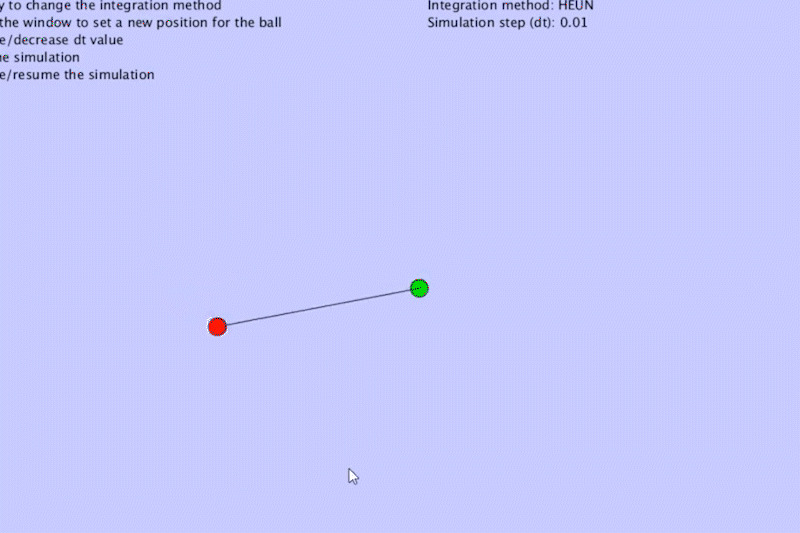 to change the integration method
the window to set a new position for the ball
e/decrease dt value
e simulation
e/resume the simulation
Integration method: HEUN
Simulation step (dt): 0.01